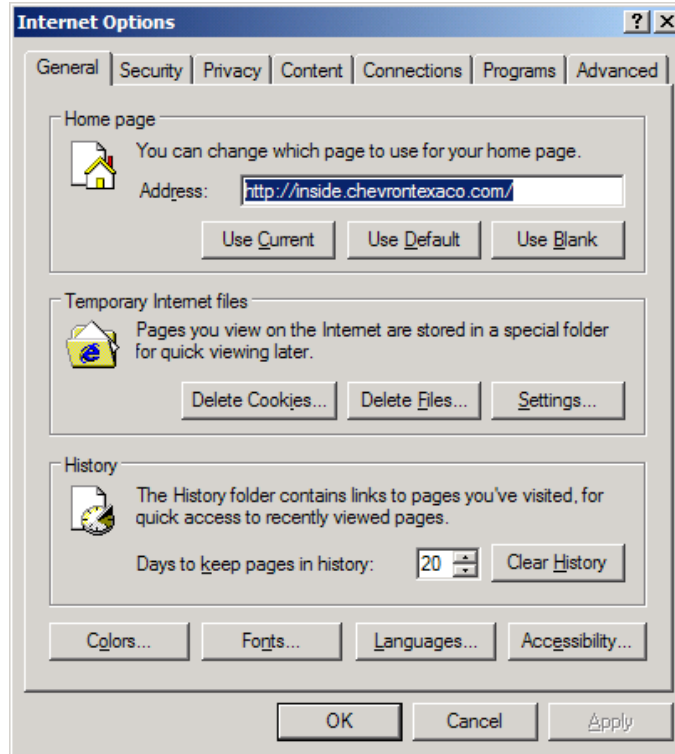 Internet Options
General Security Privacy Content Connections Programs Advanced
Home page
You can change which page to use for your home page.
Address: http://inside.chevrontexaco.com/
Use Current Use Default Use Blank
Temporary Internet files
Pages you view on the Internet are stored in a special folder
for quick viewing later.
Delete Cookies... Delete Files... Settings...
History
The History folder contains links to pages you've visited, for
quick access to recently viewed pages.
Days to keep pages in history: 20 Clear History
Colors... Fonts... Languages... Accessibility...
OK Cancel Apply